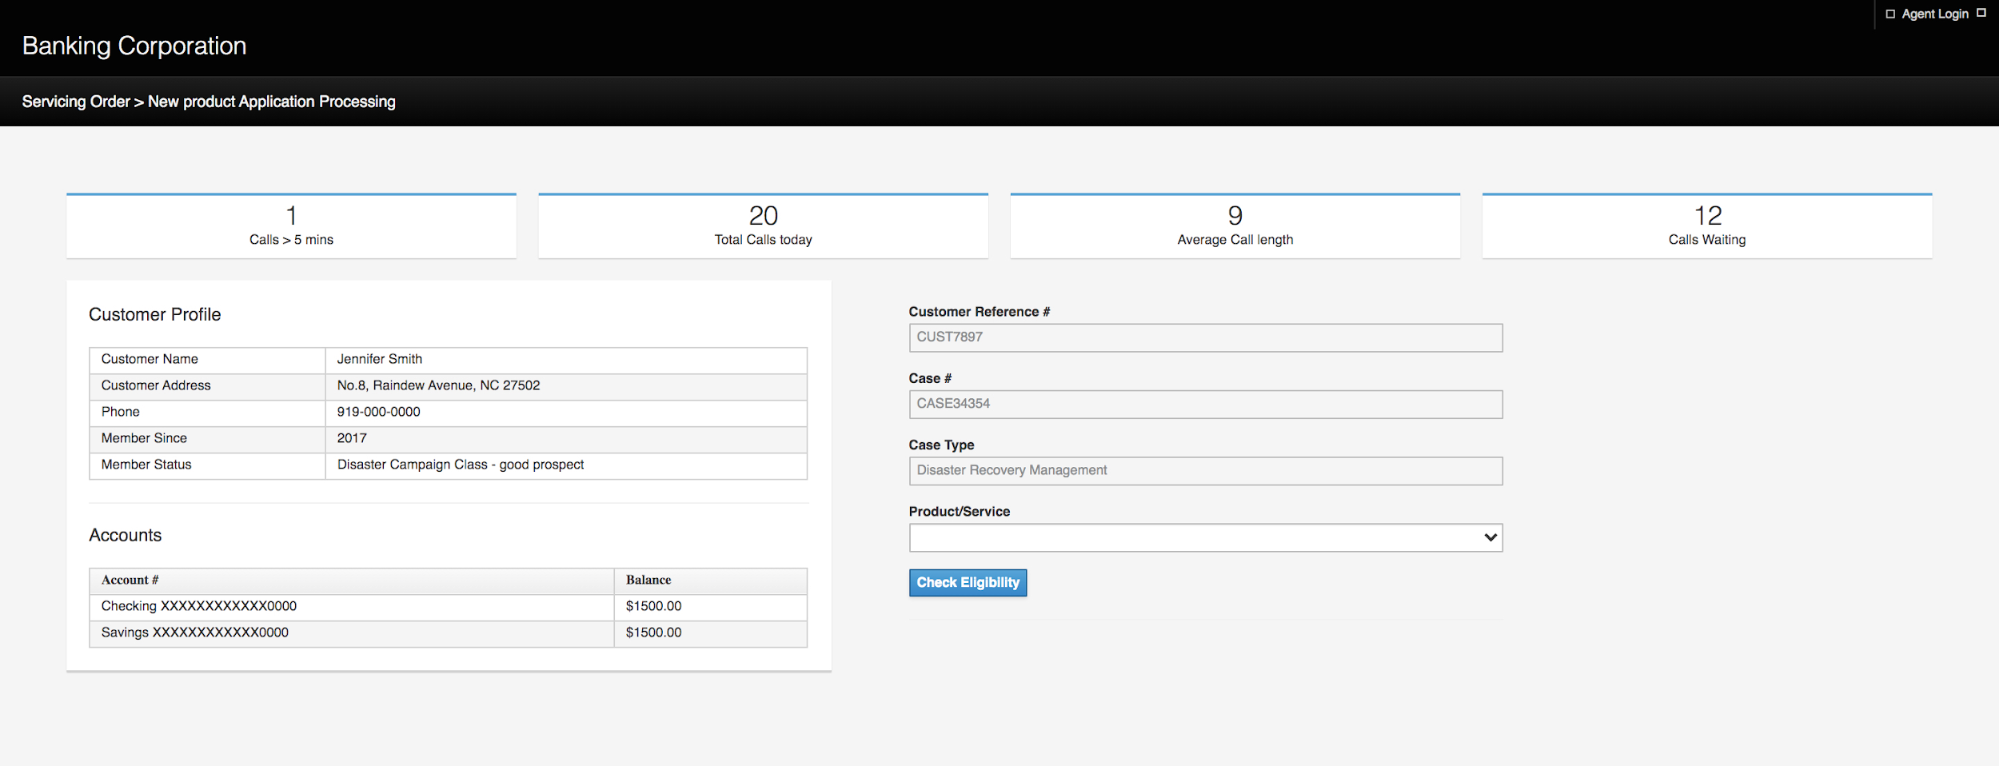 Agent Login
Banking Corporation
Servicing Order > New product Application Processing
1
Calls > 5 mins
20
Total Calls today
9
Average Call length
12
Calls Waiting
Customer Profile
Customer Name Jennifer Smith
Customer Address No.8, Raindew Avenue, NC 27502
Phone 919-000-0000
Member Since 2017
Member Status Disaster Campaign Class - good prospect
Accounts
Account # Balance
Checking XXXXXXXXXXXX0000 $1500.00
Savings XXXXXXXXXXXX0000 $1500.00
Customer Reference #
CUST7897
Case #
CASE34354
Case Type
Disaster Recovery Management
Product/Service
Check Eligibility